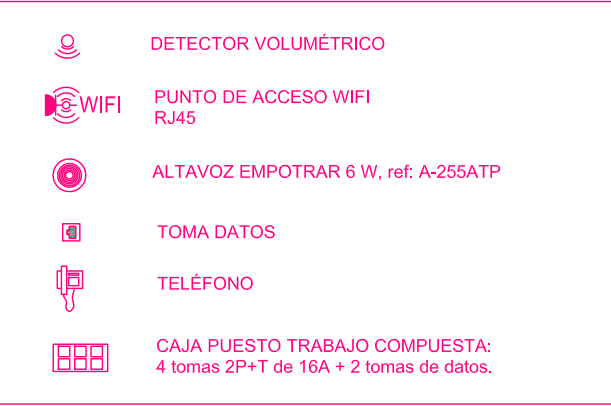 DETECTOR VOLUMÉTRICO
WIFI
PUNTO DE ACCESO WIFI
RJ45
ALTAVOZ EMPOTRAR 6 W, ref: A-255ATP
TOMA DATOS
TELÉFONO
CAJA PUESTO TRABAJO COMPUESTA:
4 tomas 2P+T de 16A + 2 tomas de datos.